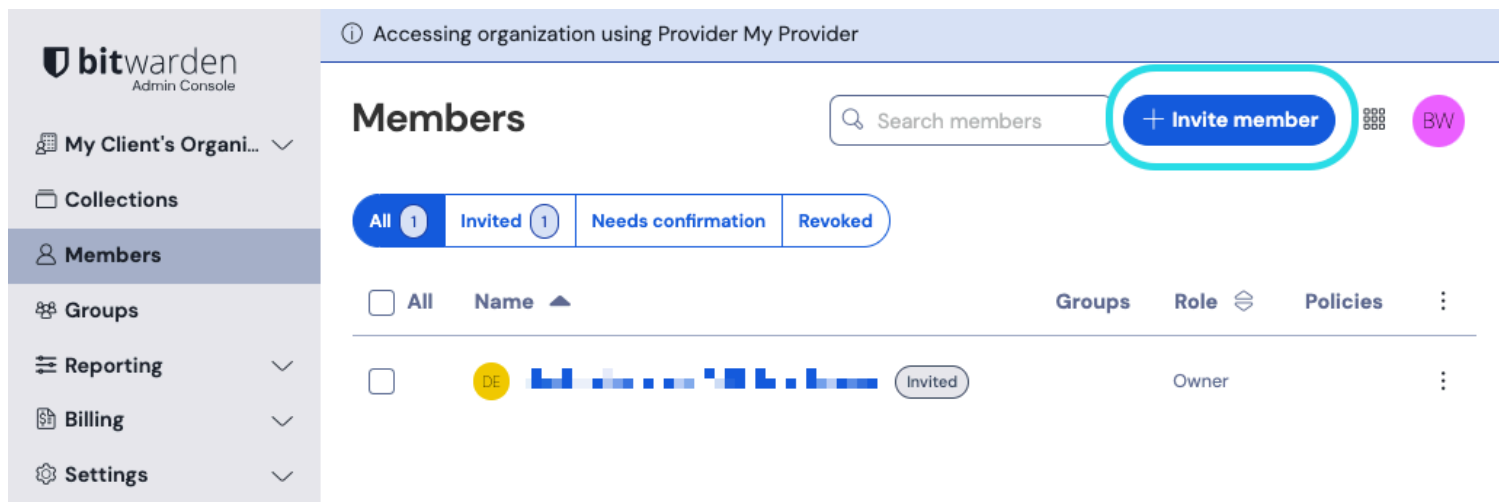 Accessing organization using Provider My Provider
bitwarden
Admin Console
My Client's Organi...
Collections
Members
Groups
Reporting
Billing
Settings
Members
Search members
+ Invite member
BW
All 1 Invited 1 Needs confirmation Revoked
All Name Groups Role Policies
DE Invited Owner